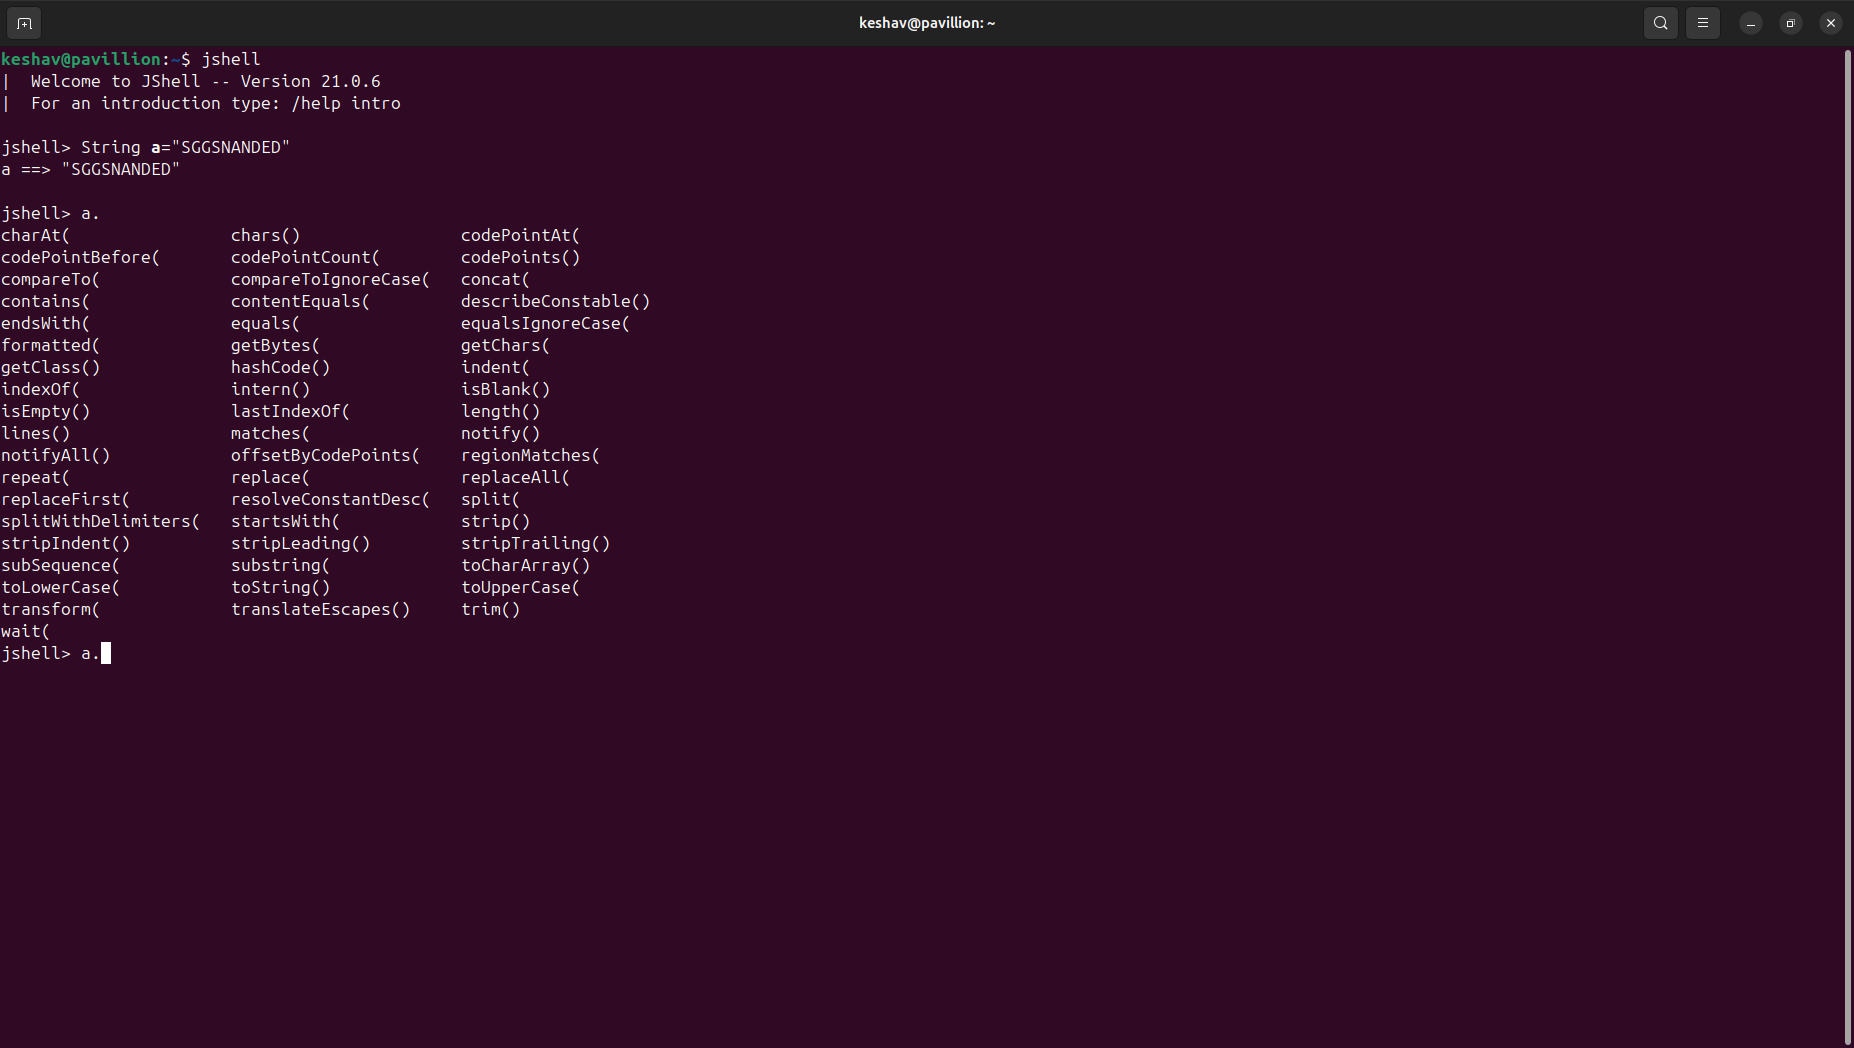 keshav@pavillion: ~
keshav@pavillion:~$ jshell
|  Welcome to JShell -- Version 21.0.6
|  For an introduction type: /help intro
jshell> String a="SGGSNANDED"
a ==> "SGGSNANDED"
jshell> a.
charAt(                chars()                codePointAt(
codePointBefore(       codePointCount(        codePoints()
compareTo(             compareToIgnoreCase(   concat(
contains(              contentEquals(         describeConstable()
endsWith(              equals(                equalsIgnoreCase(
formatted(             getBytes(              getChars(
getClass()             hashCode()             indent(
indexOf(               intern()               isBlank()
isEmpty()              lastIndexOf(           length()
lines()                matches(               notify()
notifyAll()            offsetByCodePoints(    regionMatches(
repeat(                replace(               replaceAll(
replaceFirst(          resolveConstantDesc(   split(
splitWithDelimiters(   startsWith(            strip()
stripIndent()          stripLeading()         stripTrailing()
subSequence(           substring(             toCharArray()
toLowerCase(           toString()             toUpperCase(
transform(             translateEscapes()     trim()
wait(
jshell> a.